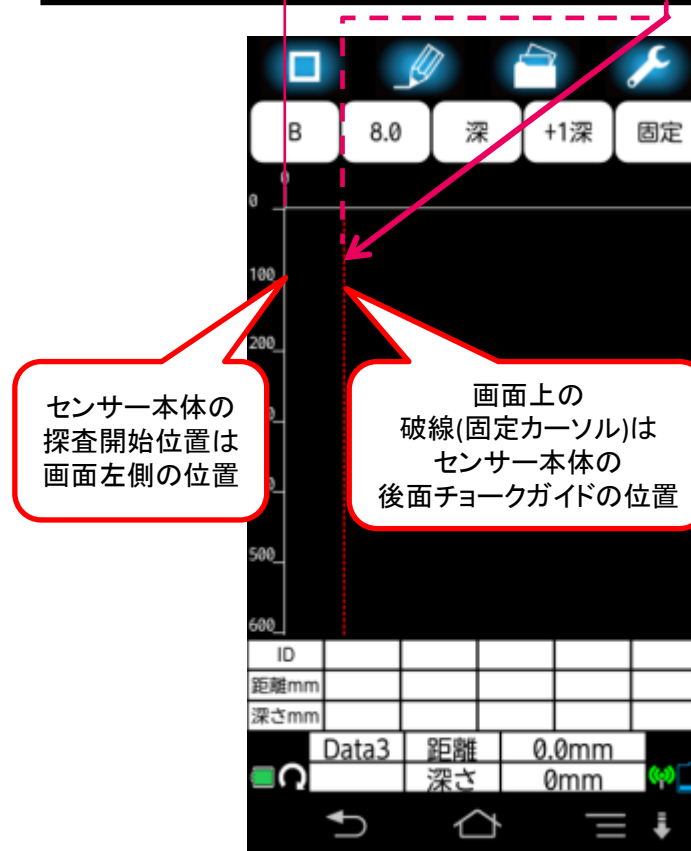 B 8.0 深 +1深 固定
0
0
100
200
500
600
センサー本体の
探査開始位置は
画面左側の位置
画面上の
破線(固定カーソル)は
センサー本体の
後面チョークガイドの位置
ID
距離mm
深さmm
Data3 距離 0.0mm
深さ 0mm